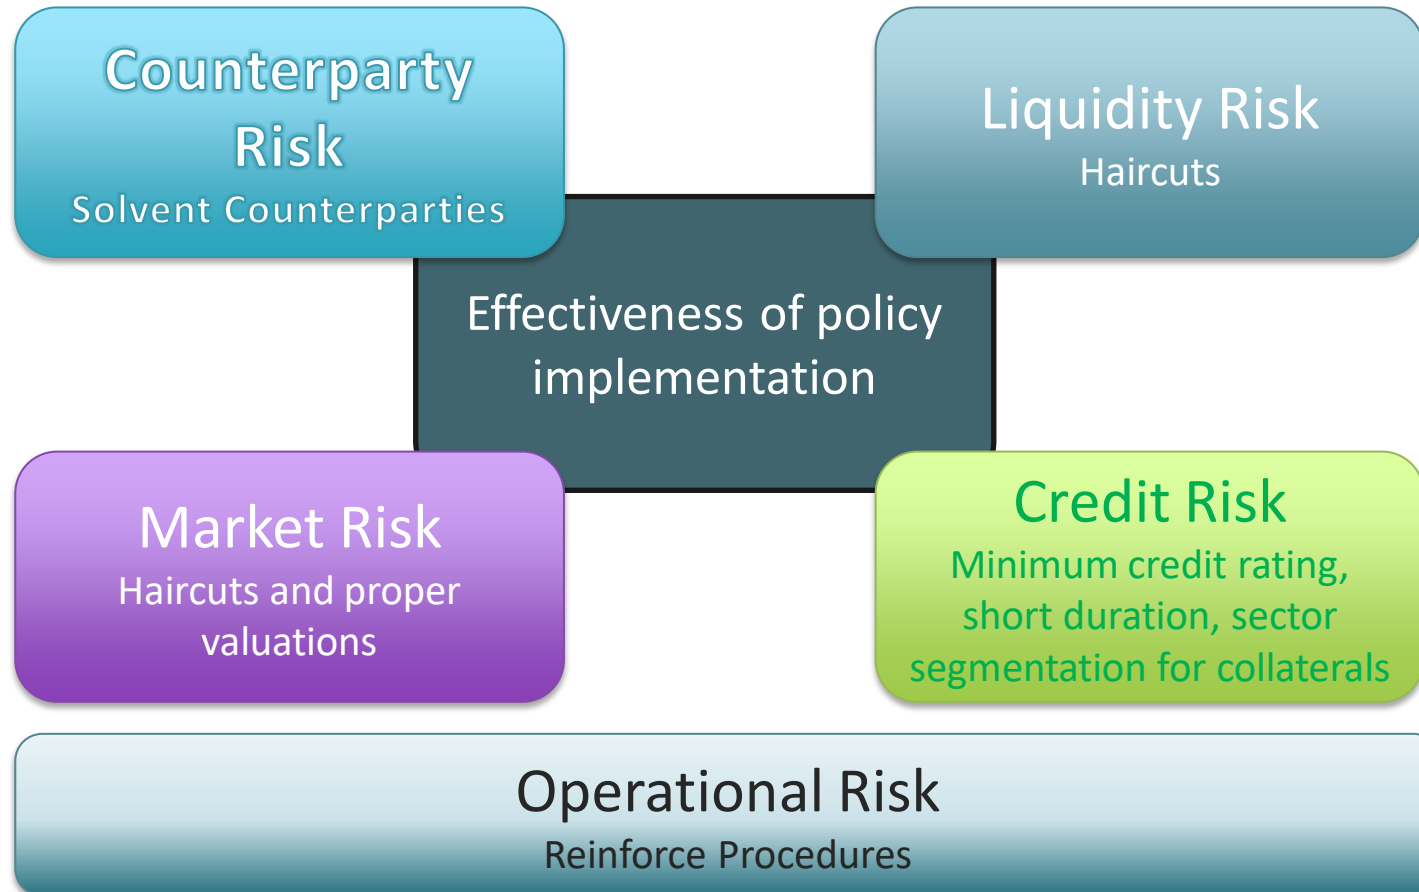 Counterparty
Risk
Solvent Counterparties
Liquidity Risk
Haircuts
Effectiveness of policy
implementation
Market Risk
Haircuts and proper
valuations
Credit Risk
Minimum credit rating,
short duration, sector
segmentation for collaterals
Operational Risk
Reinforce Procedures